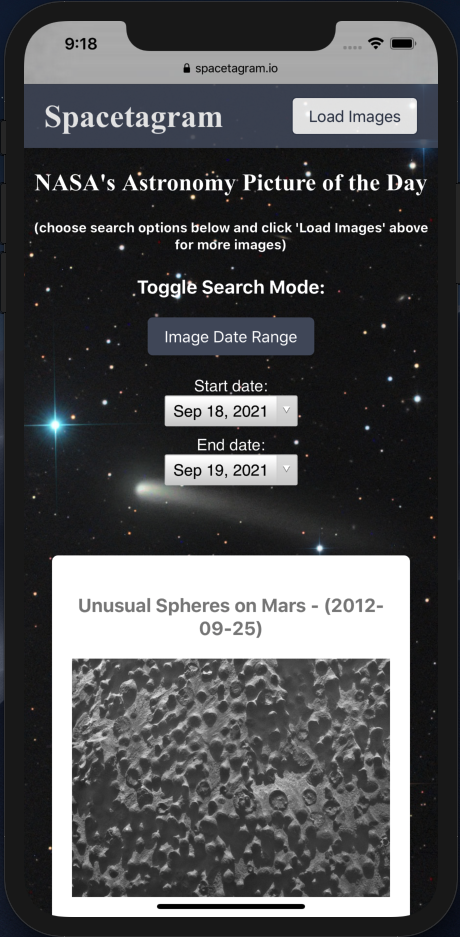 9:18
spacetagram.io
Spacetagram
Load Images
NASA's Astronomy Picture of the Day
(choose search options below and click 'Load Images' above
for more images)
Toggle Search Mode:
Image Date Range
Start date:
Sep 18, 2021
End date:
Sep 19, 2021
Unusual Spheres on Mars - (2012-
09-25)